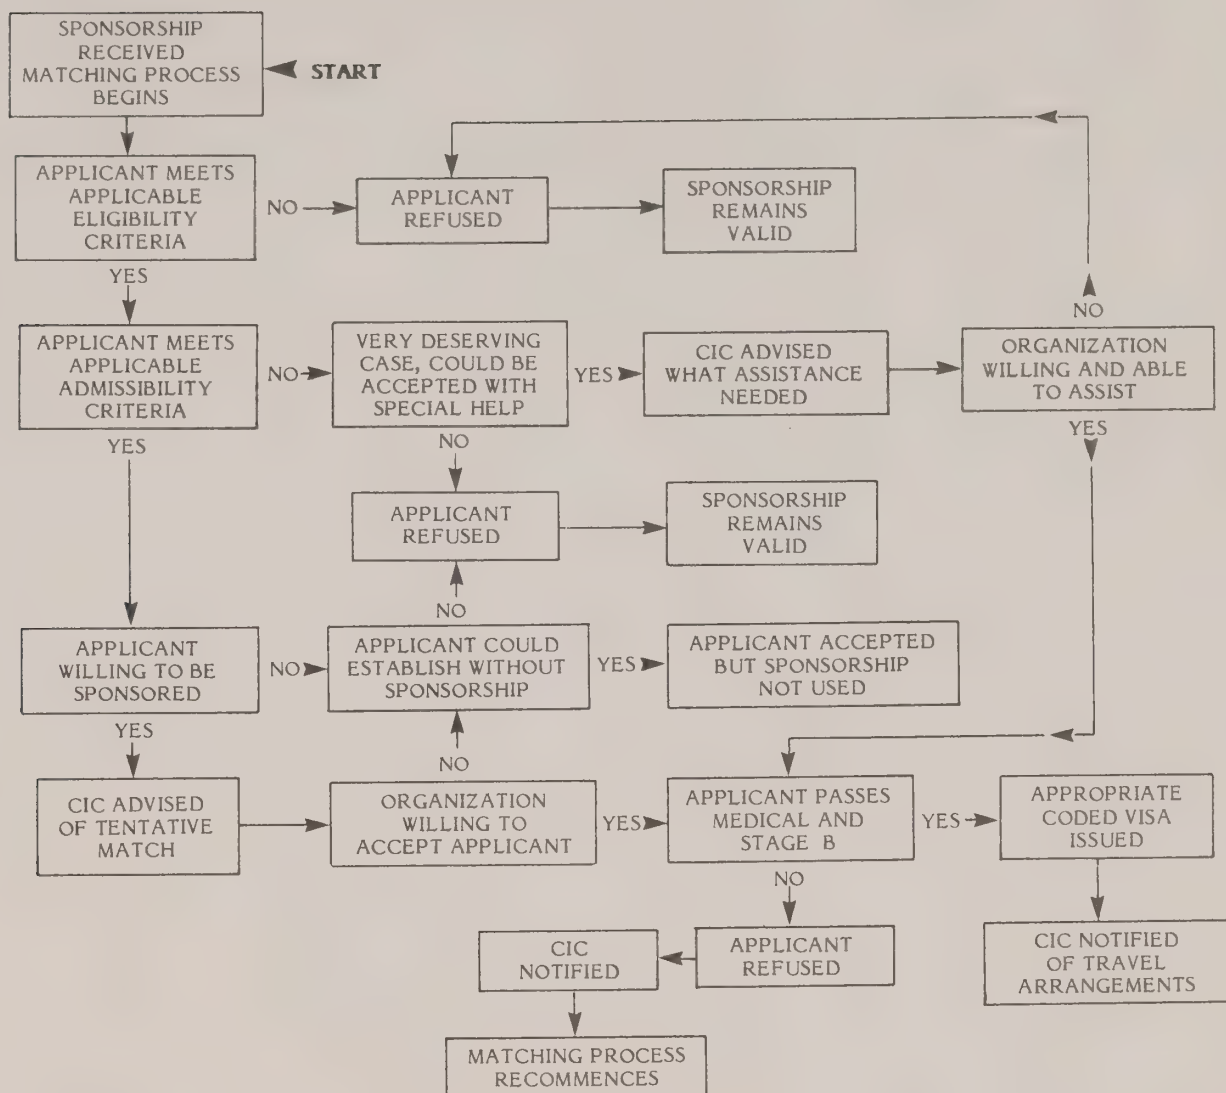 SPONSORSHIP
RECEIVED
MATCHING PROCESS
BEGINS
START
APPLICANT MEETS
APPLICABLE
ELIGIBILITY
CRITERIA
NO
APPLICANT
REFUSED
SPONSORSHIP
REMAINS
VALID
YES
APPLICANT MEETS
APPLICABLE
ADMISSIBILITY
CRITERIA
NO
VERY DESERVING
CASE, COULD BE
ACCEPTED WITH
SPECIAL HELP
YES
CIC ADVISED
WHAT ASSISTANCE
NEEDED
NO
ORGANIZATION
WILLING AND ABLE
TO ASSIST
YES
YES
NO
APPLICANT
REFUSED
SPONSORSHIP
REMAINS
VALID
NO
APPLICANT
WILLING TO BE
SPONSORED
NO
APPLICANT COULD
ESTABLISH WITHOUT
SPONSORSHIP
YES
APPLICANT ACCEPTED
BUT SPONSORSHIP
NOT USED
YES
NO
CIC ADVISED
OF TENTATIVE
MATCH
ORGANIZATION
WILLING TO
ACCEPT APPLICANT
YES
APPLICANT PASSES
MEDICAL AND
STAGE B
YES
APPROPRIATE
CODED VISA
ISSUED
NO
CIC
NOTIFIED
APPLICANT
REFUSED
CIC NOTIFIED
OF TRAVEL
ARRANGEMENTS
MATCHING PROCESS
RECOMMENCES